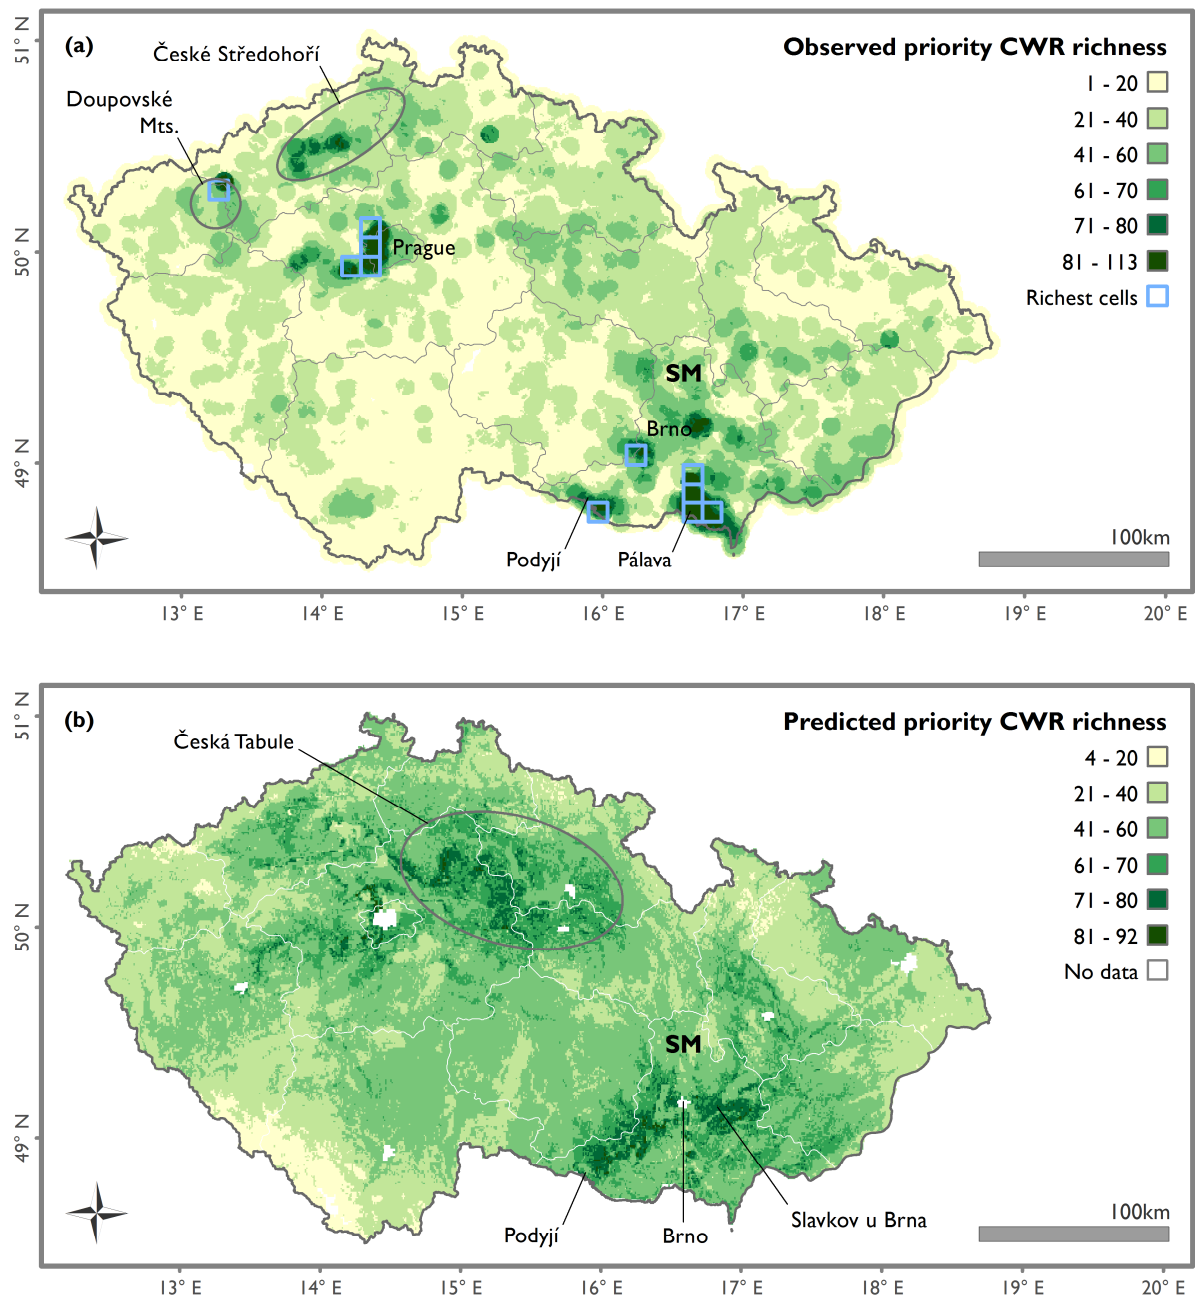 (a)
Observed priority CWR richness
1 - 20
21 - 40
41 - 60
61 - 70
71 - 80
81 - 113
Richest cells
České Středohoří
Doupovské
Mts.
Prague
SM
Brno
Podyjí
Pálava
100km
51° N
50° N
49° N
13° E
14° E
15° E
16° E
17° E
18° E
19° E
20° E
(b)
Predicted priority CWR richness
4 - 20
21 - 40
41 - 60
61 - 70
71 - 80
81 - 92
No data
Česká Tabule
SM
Podyjí
Brno
Slavkov u Brna
100km
51° N
50° N
49° N
13° E
14° E
15° E
16° E
17° E
18° E
19° E
20° E